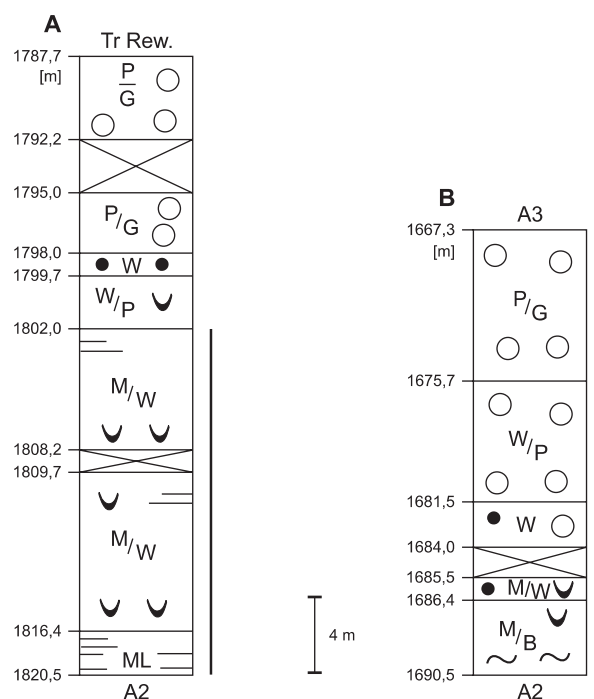 A
Tr Rew.
1787,7
[m]
P
G
1792,2
1795,0
P/G
1798,0
W
1799,7
W/P
1802,0
M/W
1808,2
1809,7
M/W
1816,4
ML
1820,5
A2
4 m
B
A3
1667,3
[m]
P/G
1675,7
W/P
1681,5
W
1684,0
1685,5
M/W
1686,4
M/B
1690,5
A2